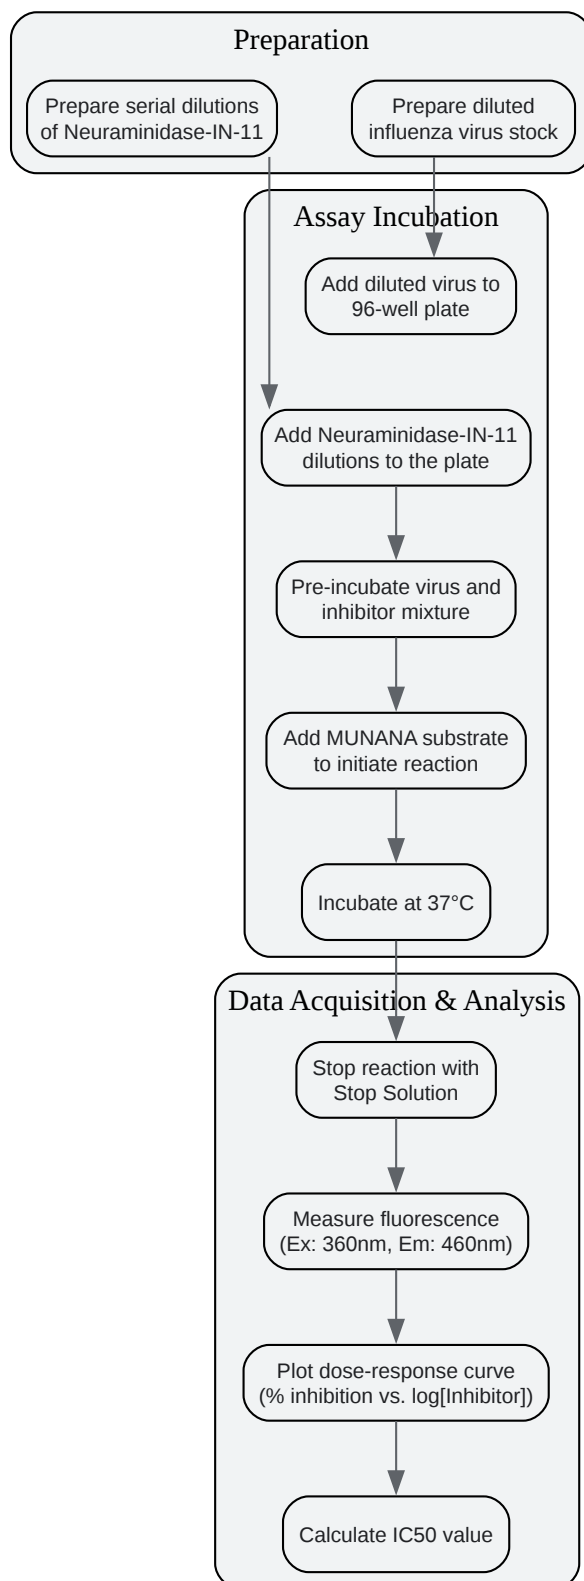 Preparation
Prepare serial dilutions
of Neuraminidase-IN-11
Prepare diluted
influenza virus stock
Assay Incubation
Add diluted virus to
96-well plate
Add Neuraminidase-IN-11
dilutions to the plate
Pre-incubate virus and
inhibitor mixture
Add MUNANA substrate
to initiate reaction
Incubate at 37°C
Data Acquisition & Analysis
Stop reaction with
Stop Solution
Measure fluorescence
(Ex: 360nm, Em: 460nm)
Plot dose-response curve
(% inhibition vs. log[Inhibitor])
Calculate IC50 value